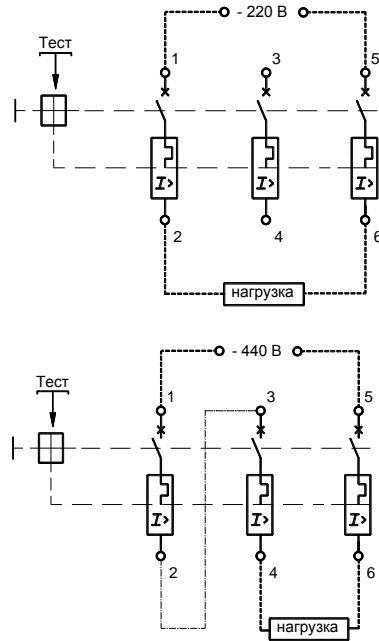 - 220 В
Тест
1 3 5
I> I> I>
2 4 6
нагрузка
- 440 В
Тест
1 3 5
I> I> I>
2 4 6
нагрузка